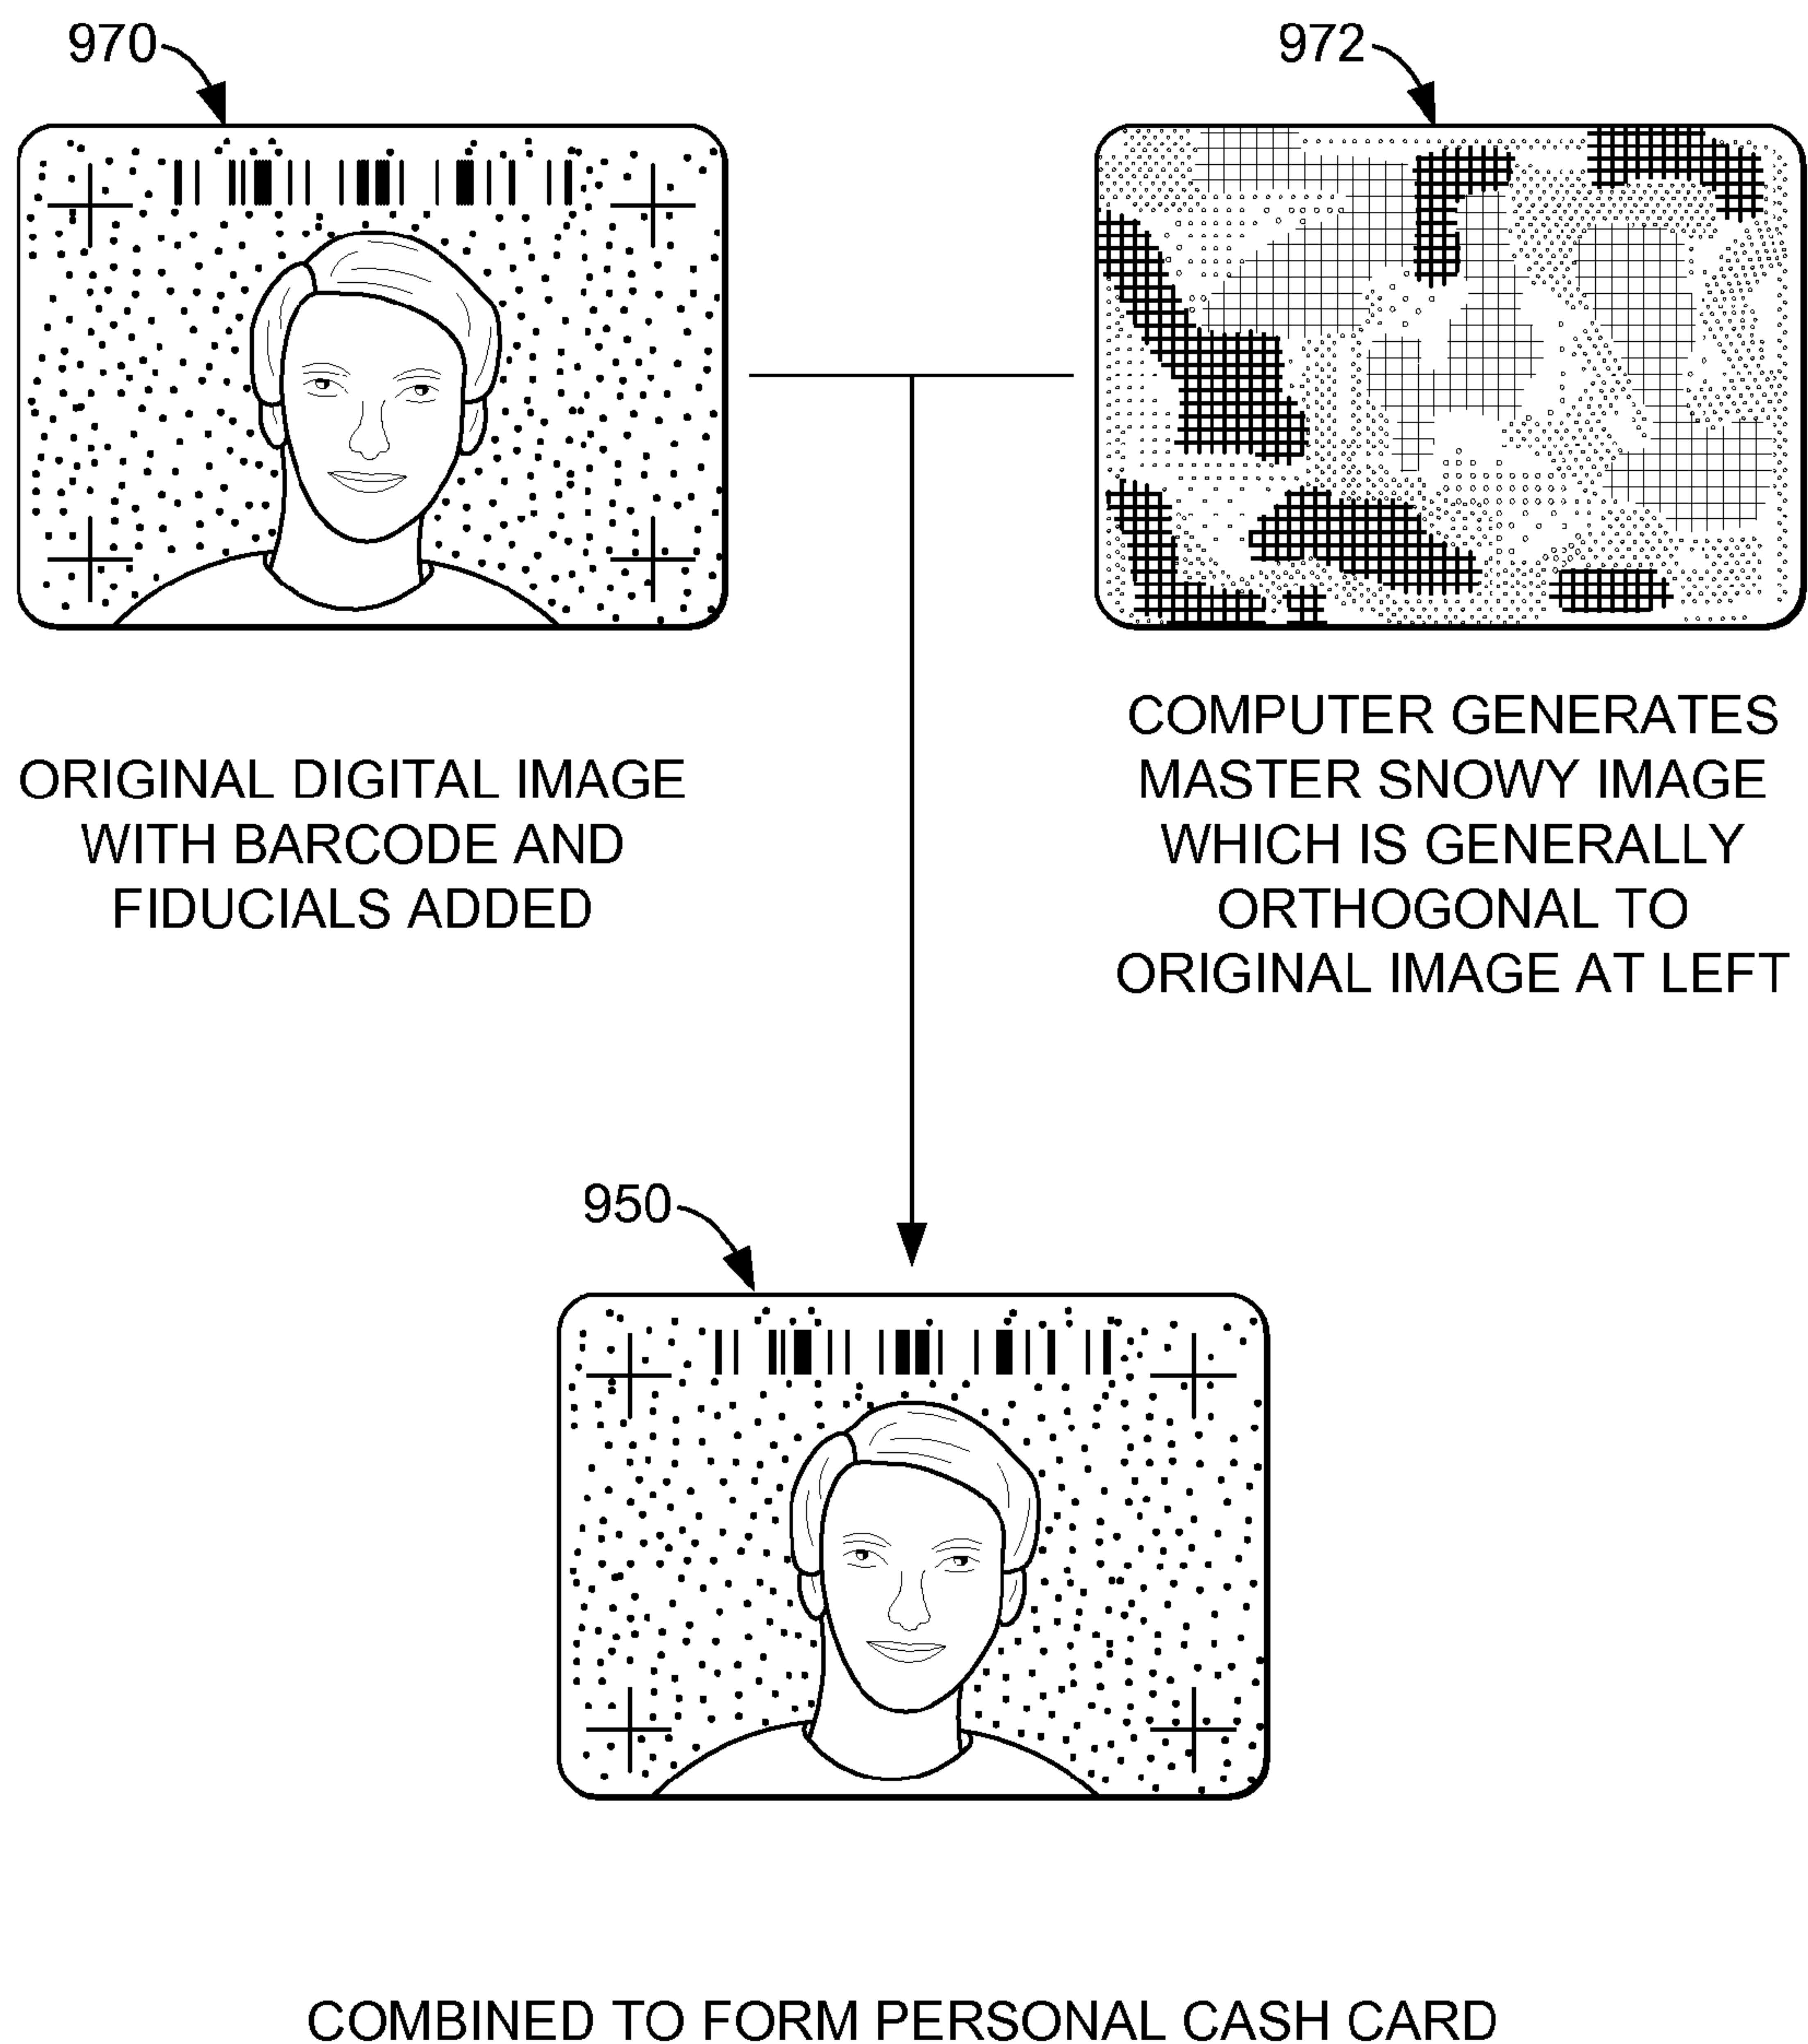 970
972
ORIGINAL DIGITAL IMAGE
WITH BARCODE AND
FIDUCIALS ADDED
COMPUTER GENERATES
MASTER SNOWY IMAGE
WHICH IS GENERALLY
ORTHOGONAL TO
ORIGINAL IMAGE AT LEFT
950
COMBINED TO FORM PERSONAL CASH CARD